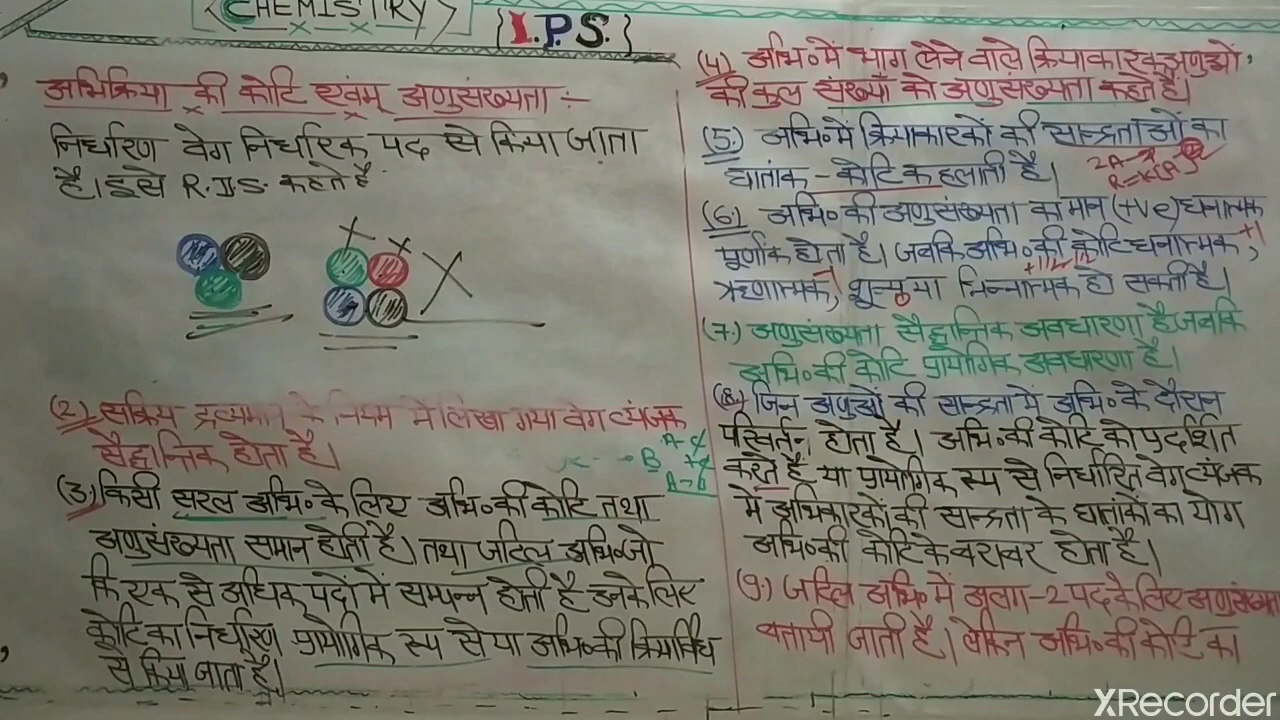 CHEMISTRY
I.P.S.
अभिक्रिया की कोटि एवंम् अणुसंख्यता :-
निर्धारण वेग निर्धारक पद से किया जाता
है। इसे R.D.S. कहते है
(2) सक्रिय द्रव्यमान के नियम में लिखा गया वेग व्यंजक
सैद्धान्तिक होता है।
(3) किसी सरल अभि० के लिए अभि० की कोटि तथा
अणुसंख्यता समान होती है। तथा जटिल अभि० जो
कि एक से अधिक पदों में सम्पन्न होती है उनके लिए
कोटि का निर्धारण प्रायोगिक रूप से या अभि० की क्रियाविधि
से किया जाता है।
(4) अभि० में भाग लेने वाले क्रियाकारक अणुओं
की कुल संख्या को अणुसंख्यता कहते है।
(5) अभि० में क्रियाकारकों की सान्द्रताओं का
घातांक - कोटि कहलाती है।
(6) अभि० की अणुसंख्यता का मान (+ve) धनात्मक
पूर्णांक होता है। जबकि अभि० की कोटि धनात्मक,
ऋणात्मक, शून्य या भिन्नात्मक हो सकती है।
(7) अणुसंख्यता सैद्धान्तिक अवधारणा है जबकि
अभि० की कोटि प्रायोगिक अवधारणा है।
(8) जिन अणुओं की सान्द्रता में अभि० के दौरान
परिवर्तन होता है। अभि० की कोटि को प्रदर्शित
करते है या प्रायोगिक रूप से निर्धारित वेग व्यंजक
में अभिकारकों की सान्द्रता के घातांकों का योग
अभि० की कोटि के बराबर होता है।
(9) जटिल अभि० में अलग-2 पद के लिए अणुसंख्यता
बतायी जाती है। लेकिन अभि० की कोटि का
XRecorder